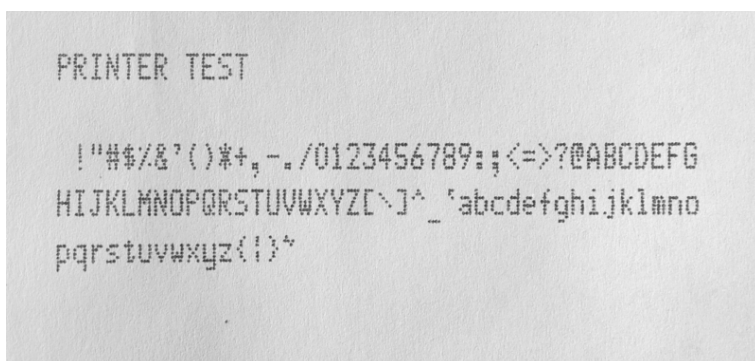 PRINTER TEST
 !"#$%&'()*+,-./0123456789:;<=>?@ABCDEFG
HIJKLMNOPQRSTUVWXYZ[\]^_`abcdefghijklmno
pqrstuvwxyz{|}~